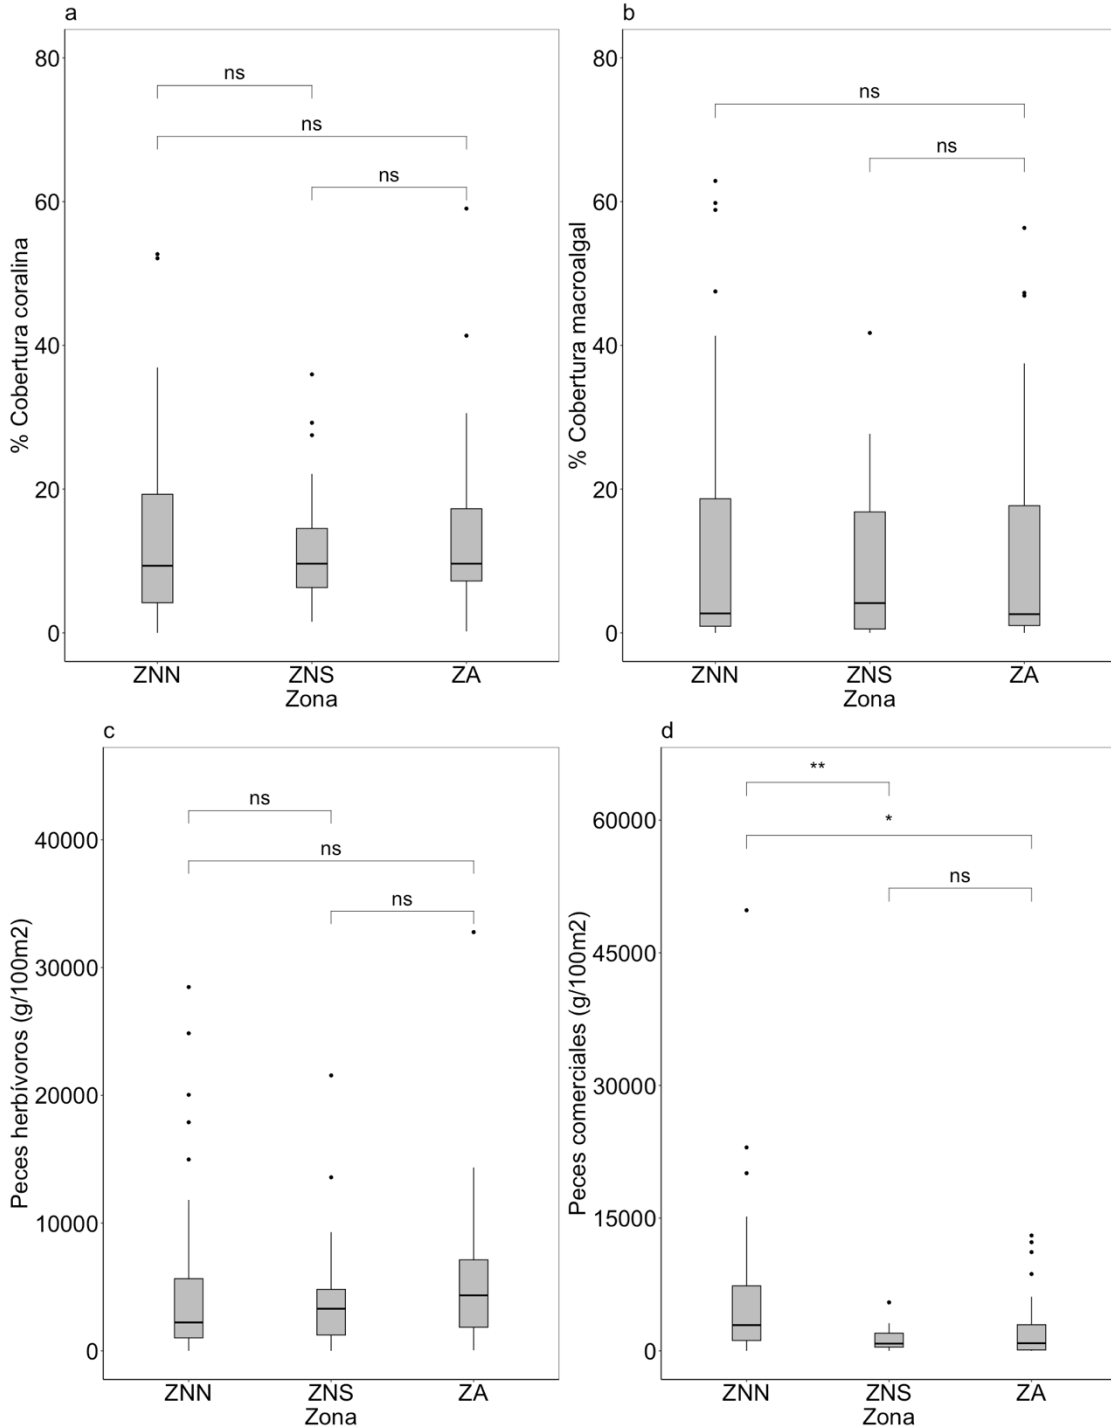 a
80
60
40
20
0
% Cobertura coralina
ns
ns
ns
ZNN ZNS ZA
Zona
b
80
60
40
20
0
% Cobertura macroalgal
ns
ns
ZNN ZNS ZA
Zona
c
40000
30000
20000
10000
0
Peces herbívoros (g/100m2)
ns
ns
ns
ZNN ZNS ZA
Zona
d
60000
45000
30000
15000
0
Peces comerciales (g/100m2)
**
*
ns
ZNN ZNS ZA
Zona